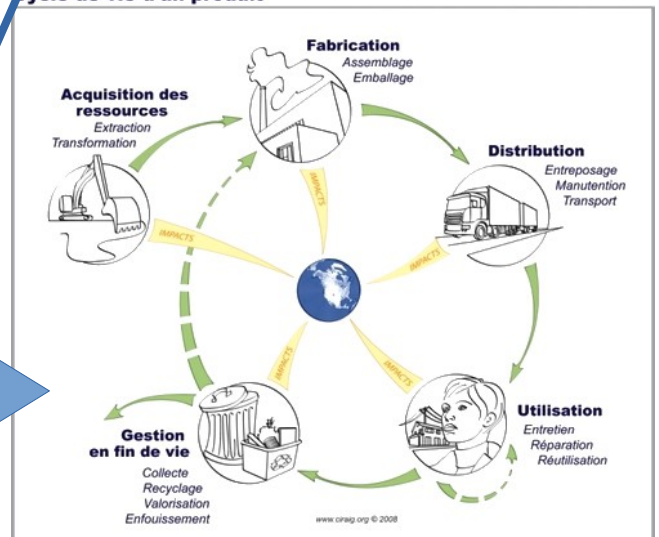 Fabrication
Assemblage
Emballage
Acquisition des
ressources
Extraction
Transformation
Distribution
Entreposage
Manutention
Transport
IMPACTS
IMPACTS
IMPACTS
IMPACTS
IMPACTS
Utilisation
Entretien
Réparation
Réutilisation
Gestion
en fin de vie
Collecte
Recyclage
Valorisation
Enfouissement
www.ciraig.org © 2008